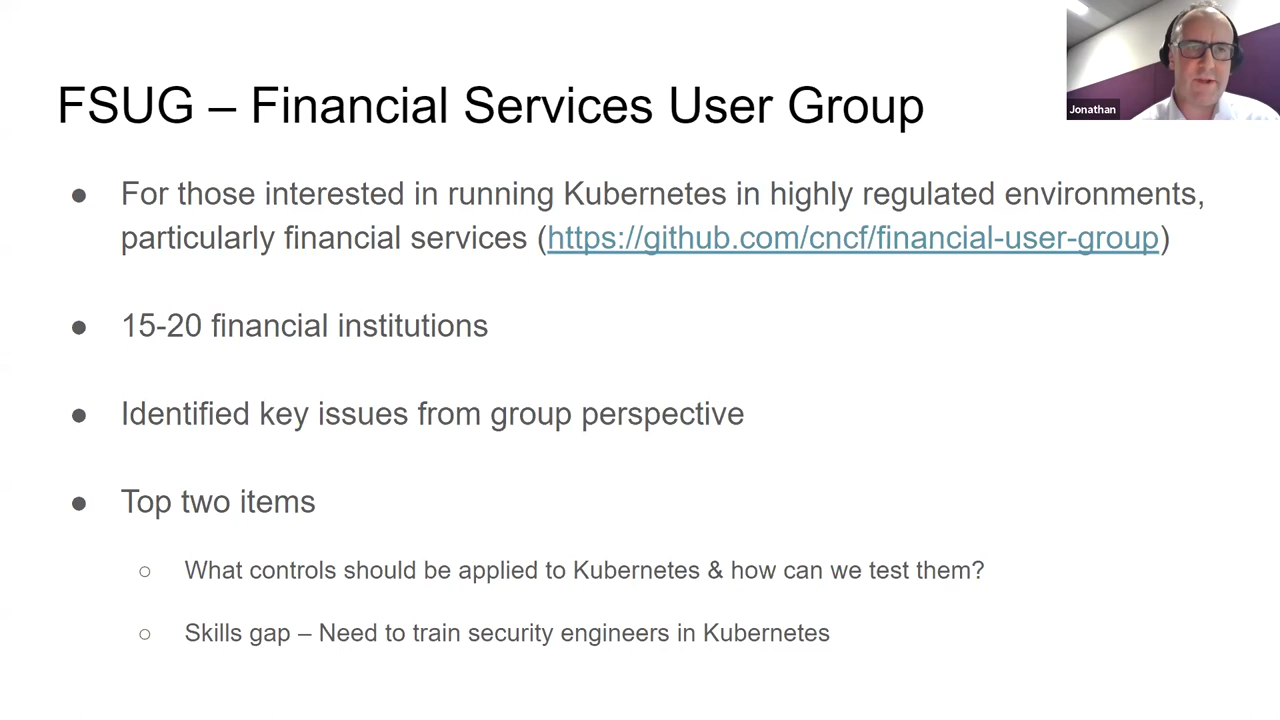 FSUG – Financial Services User Group
Jonathan
● For those interested in running Kubernetes in highly regulated environments,
particularly financial services (https://github.com/cncf/financial-user-group)
● 15-20 financial institutions
● Identified key issues from group perspective
● Top two items
○ What controls should be applied to Kubernetes & how can we test them?
○ Skills gap – Need to train security engineers in Kubernetes